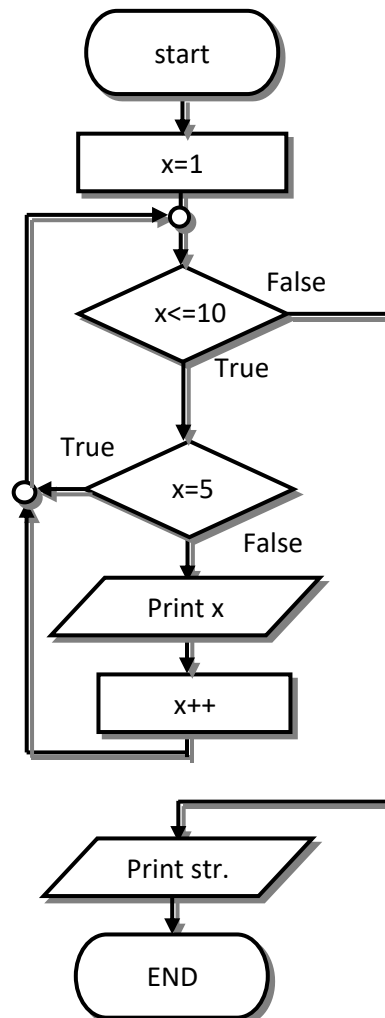 start
x=1
x<=10
False
True
True
x=5
False
Print x
x++
Print str.
END